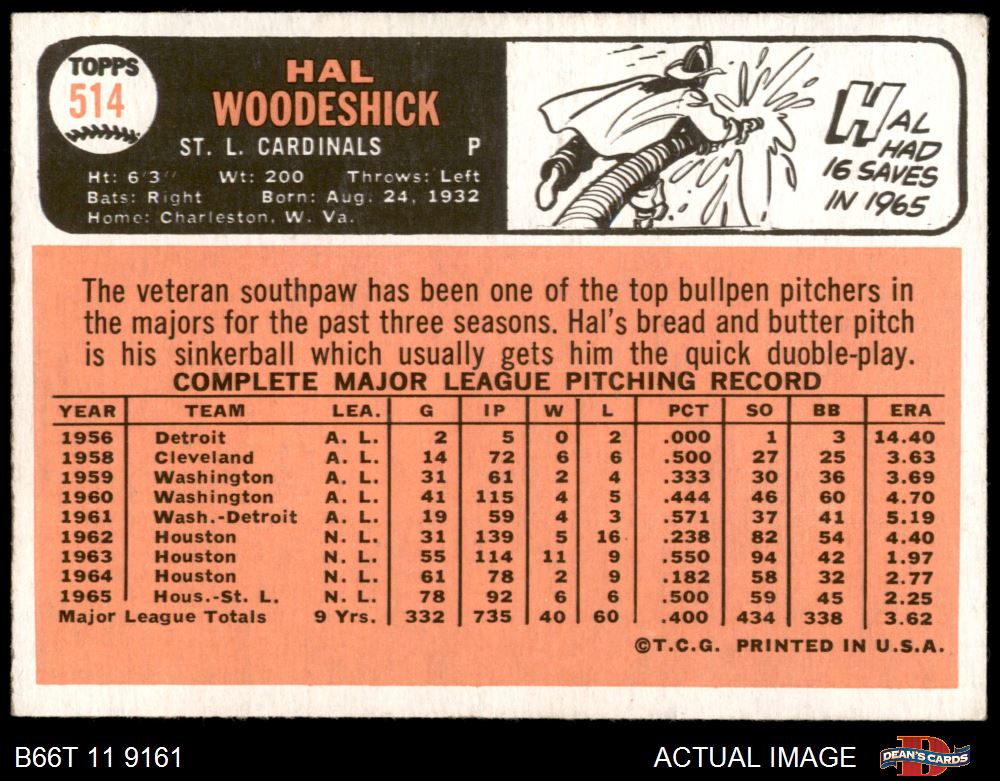 TOPPS
514
HAL
WOODESHICK
ST. L. CARDINALS P
Ht: 6'3" Wt: 200 Throws: Left
Bats: Right Born: Aug. 24, 1932
Home: Charleston, W. Va.
HAL
HAD
16 SAVES
IN 1965
The veteran southpaw has been one of the top bullpen pitchers in
the majors for the past three seasons. Hal's bread and butter pitch
is his sinkerball which usually gets him the quick duoble-play.
COMPLETE MAJOR LEAGUE PITCHING RECORD
YEAR TEAM LEA. G IP W L PCT SO BB ERA
1956 Detroit A. L. 2 5 0 2 .000 1 3 14.40
1958 Cleveland A. L. 14 72 6 6 .500 27 25 3.63
1959 Washington A. L. 31 61 2 4 .333 30 36 3.69
1960 Washington A. L. 41 115 4 5 .444 46 60 4.70
1961 Wash.-Detroit A. L. 19 59 4 3 .571 37 41 5.19
1962 Houston N. L. 31 139 5 16 .238 82 54 4.40
1963 Houston N. L. 55 114 11 9 .550 94 42 1.97
1964 Houston N. L. 61 78 2 9 .182 58 32 2.77
1965 Hous.-St. L. N. L. 78 92 6 6 .500 59 45 2.25
Major League Totals 9 Yrs. 332 735 40 60 .400 434 338 3.62
©T.C.G. PRINTED IN U.S.A.
B66T 11 9161 ACTUAL IMAGE DEAN'S CARDS